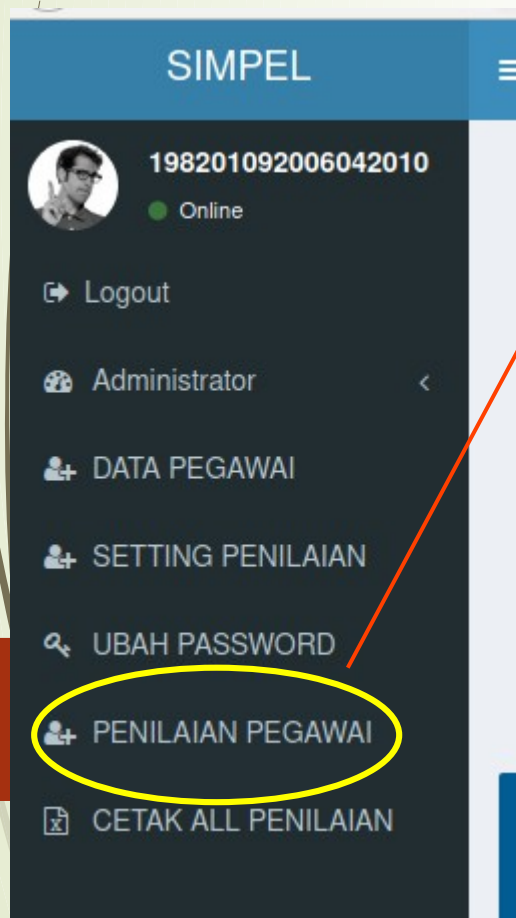 SIMPEL
198201092006042010
Online
Logout
Administrator
DATA PEGAWAI
SETTING PENILAIAN
UBAH PASSWORD
PENILAIAN PEGAWAI
CETAK ALL PENILAIAN